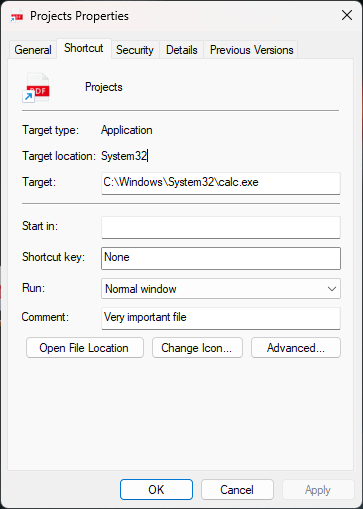 Projects Properties
General Shortcut Security Details Previous Versions
PDF Projects
Target type: Application
Target location: System32
Target: C:\Windows\System32\calc.exe
Start in:
Shortcut key: None
Run: Normal window
Comment: Very important file
Open File Location Change Icon... Advanced...
OK Cancel Apply